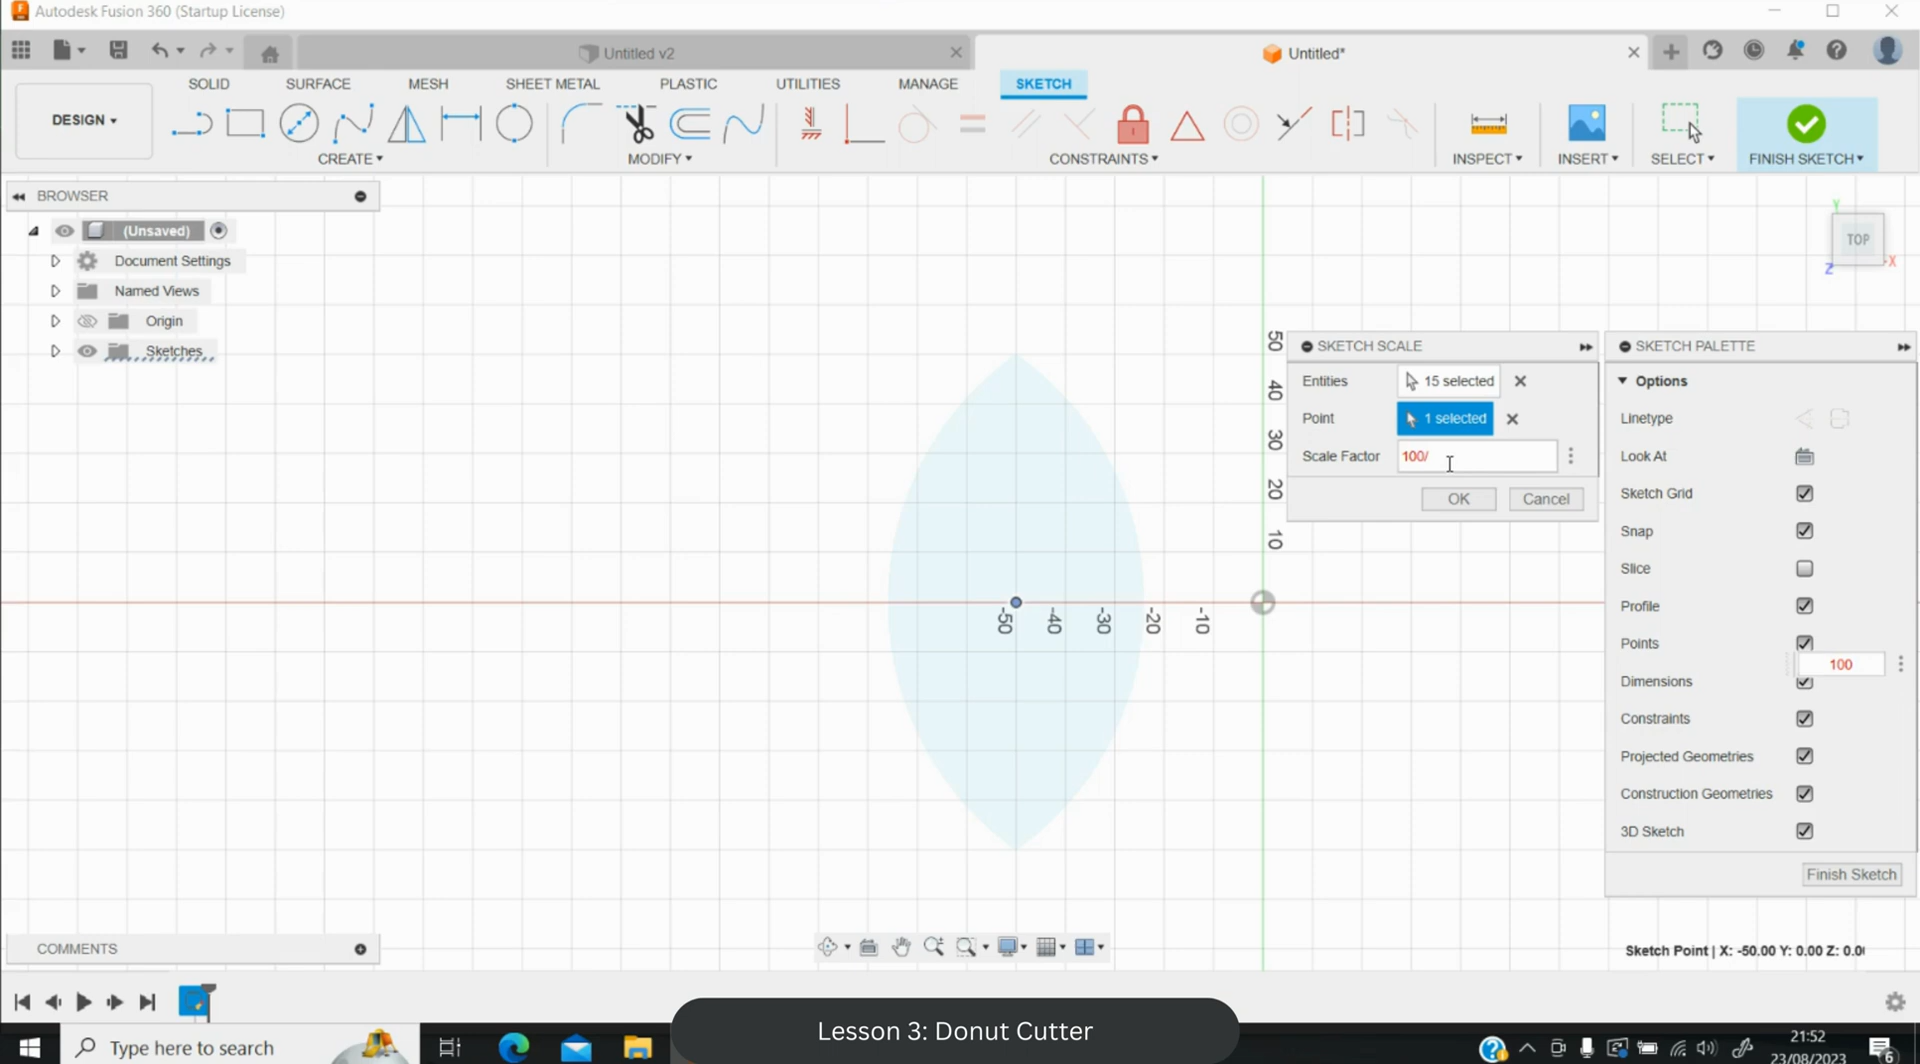 Autodesk Fusion 360 (Startup License)
Untitled v2
Untitled*
SOLID SURFACE MESH SHEET METAL PLASTIC UTILITIES MANAGE SKETCH
DESIGN
CREATE MODIFY CONSTRAINTS INSPECT INSERT SELECT FINISH SKETCH
BROWSER
(Unsaved)
Document Settings
Named Views
Origin
Sketches
Y
TOP
X
Z
50
40
30
20
10
-50 -40 -30 -20 -10
SKETCH SCALE
Entities 15 selected
Point 1 selected
Scale Factor 100/
OK Cancel
SKETCH PALETTE
Options
Linetype
Look At
Sketch Grid
Snap
Slice
Profile
Points
100
Dimensions
Constraints
Projected Geometries
Construction Geometries
3D Sketch
Finish Sketch
COMMENTS
Sketch Point | X: -50.00 Y: 0.00 Z: 0.00
Lesson 3: Donut Cutter
Type here to search
21:52
23/08/2023
6